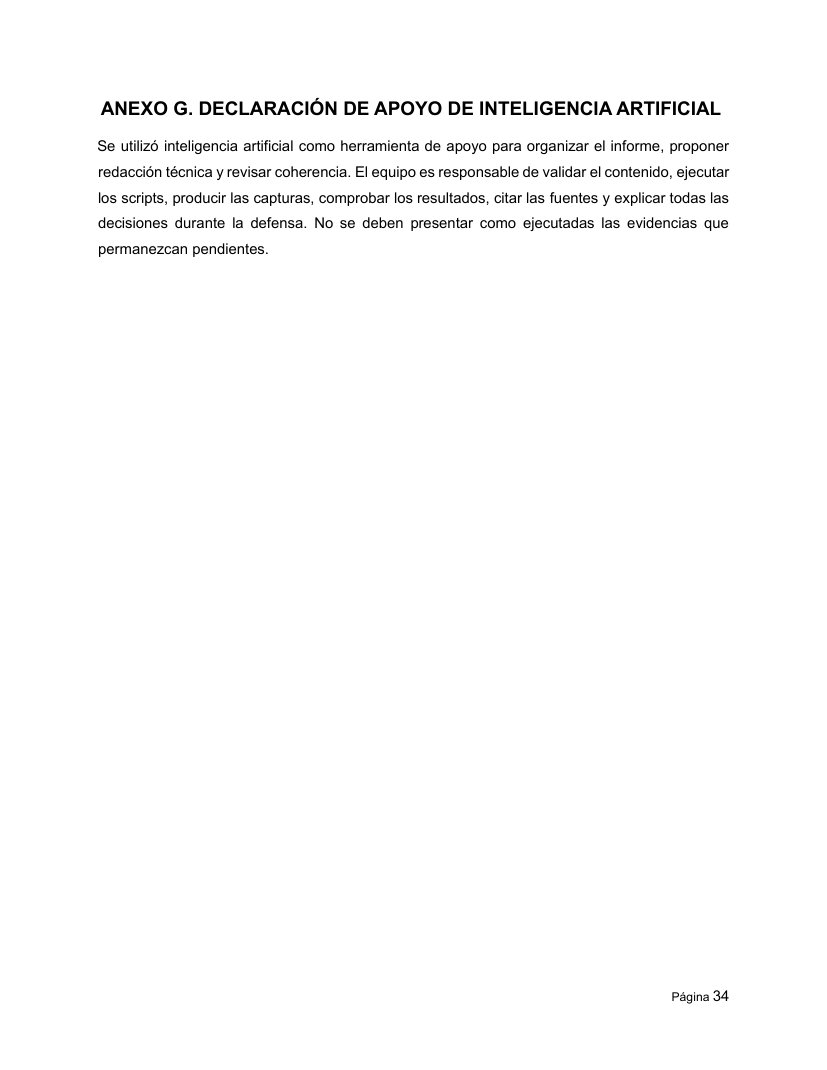 ANEXO G. DECLARACIÓN DE APOYO DE INTELIGENCIA ARTIFICIAL
Se utilizó inteligencia artificial como herramienta de apoyo para organizar el informe, proponer
redacción técnica y revisar coherencia. El equipo es responsable de validar el contenido, ejecutar
los scripts, producir las capturas, comprobar los resultados, citar las fuentes y explicar todas las
decisiones durante la defensa. No se deben presentar como ejecutadas las evidencias que
permanezcan pendientes.
Página 34